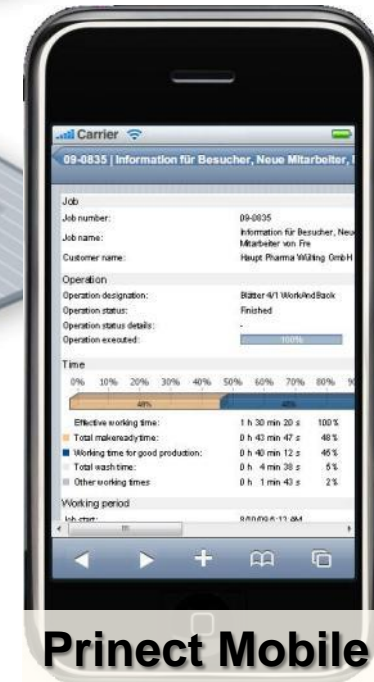 Carrier
09-0835 | Information für Besucher, Neue Mitarbeiter,
Job
Job number: 09-0835
Job name: Information für Besucher, Neu
Mitarbeiter von Fre
Customer name: Haupt Pharma Wülfing GmbH
Operation
Operation designation: Blätter 4/1 WorkAndBack
Operation status: Finished
Operation status details: -
Operation executed: 100%
Time
0% 10% 20% 30% 40% 50% 60% 70% 80% 90
48%
Effective working time: 1 h 30 min 20 s 100 %
Total makeready time: 0 h 43 min 47 s 48 %
Working time for good production: 0 h 40 min 12 s 45 %
Total wash time: 0 h 4 min 38 s 5 %
Other working times 0 h 1 min 43 s 2 %
Working period
Job start:
Prinect Mobile